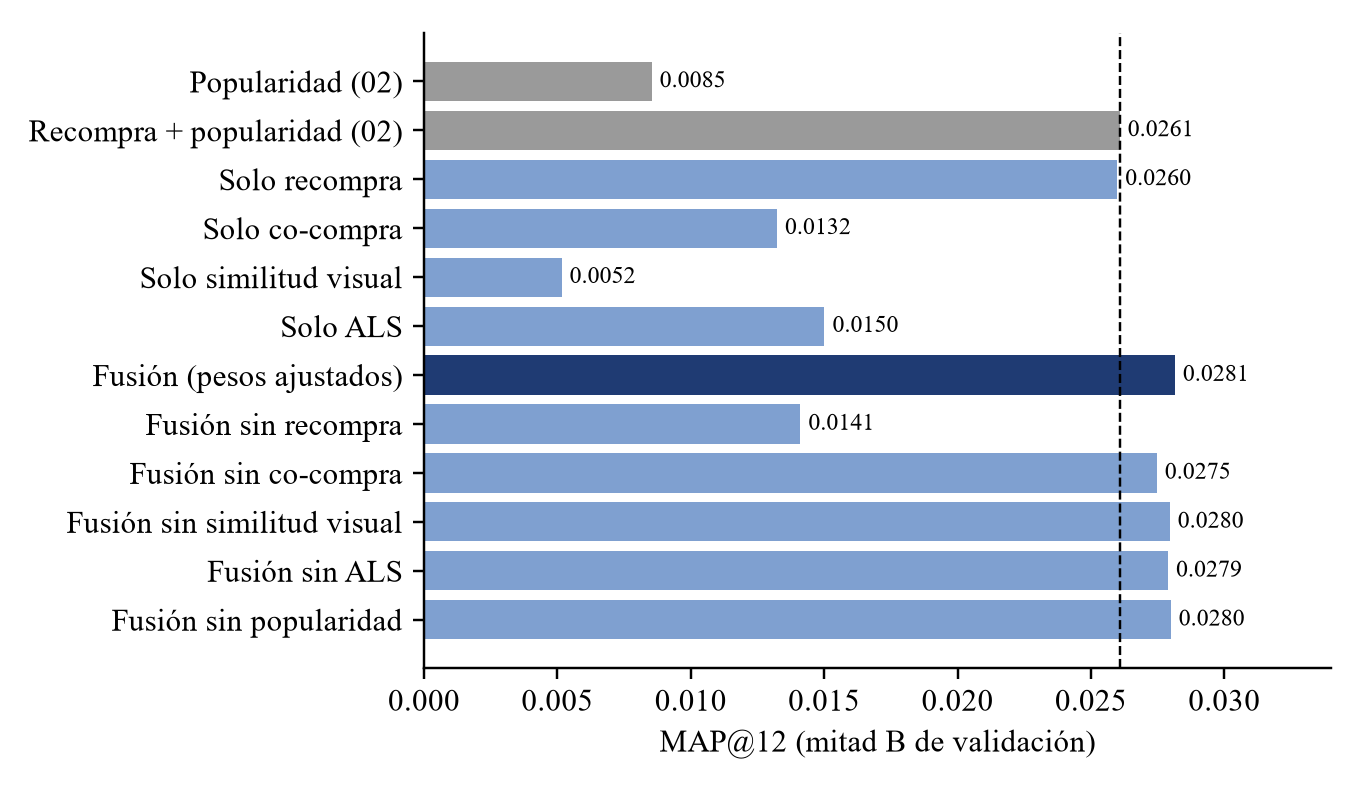 Popularidad (02) 0.0085
Recompra + popularidad (02) 0.0261
Solo recompra 0.0260
Solo co-compra 0.0132
Solo similitud visual 0.0052
Solo ALS 0.0150
Fusión (pesos ajustados) 0.0281
Fusión sin recompra 0.0141
Fusión sin co-compra 0.0275
Fusión sin similitud visual 0.0280
Fusión sin ALS 0.0279
Fusión sin popularidad 0.0280
0.000 0.005 0.010 0.015 0.020 0.025 0.030
MAP@12 (mitad B de validación)